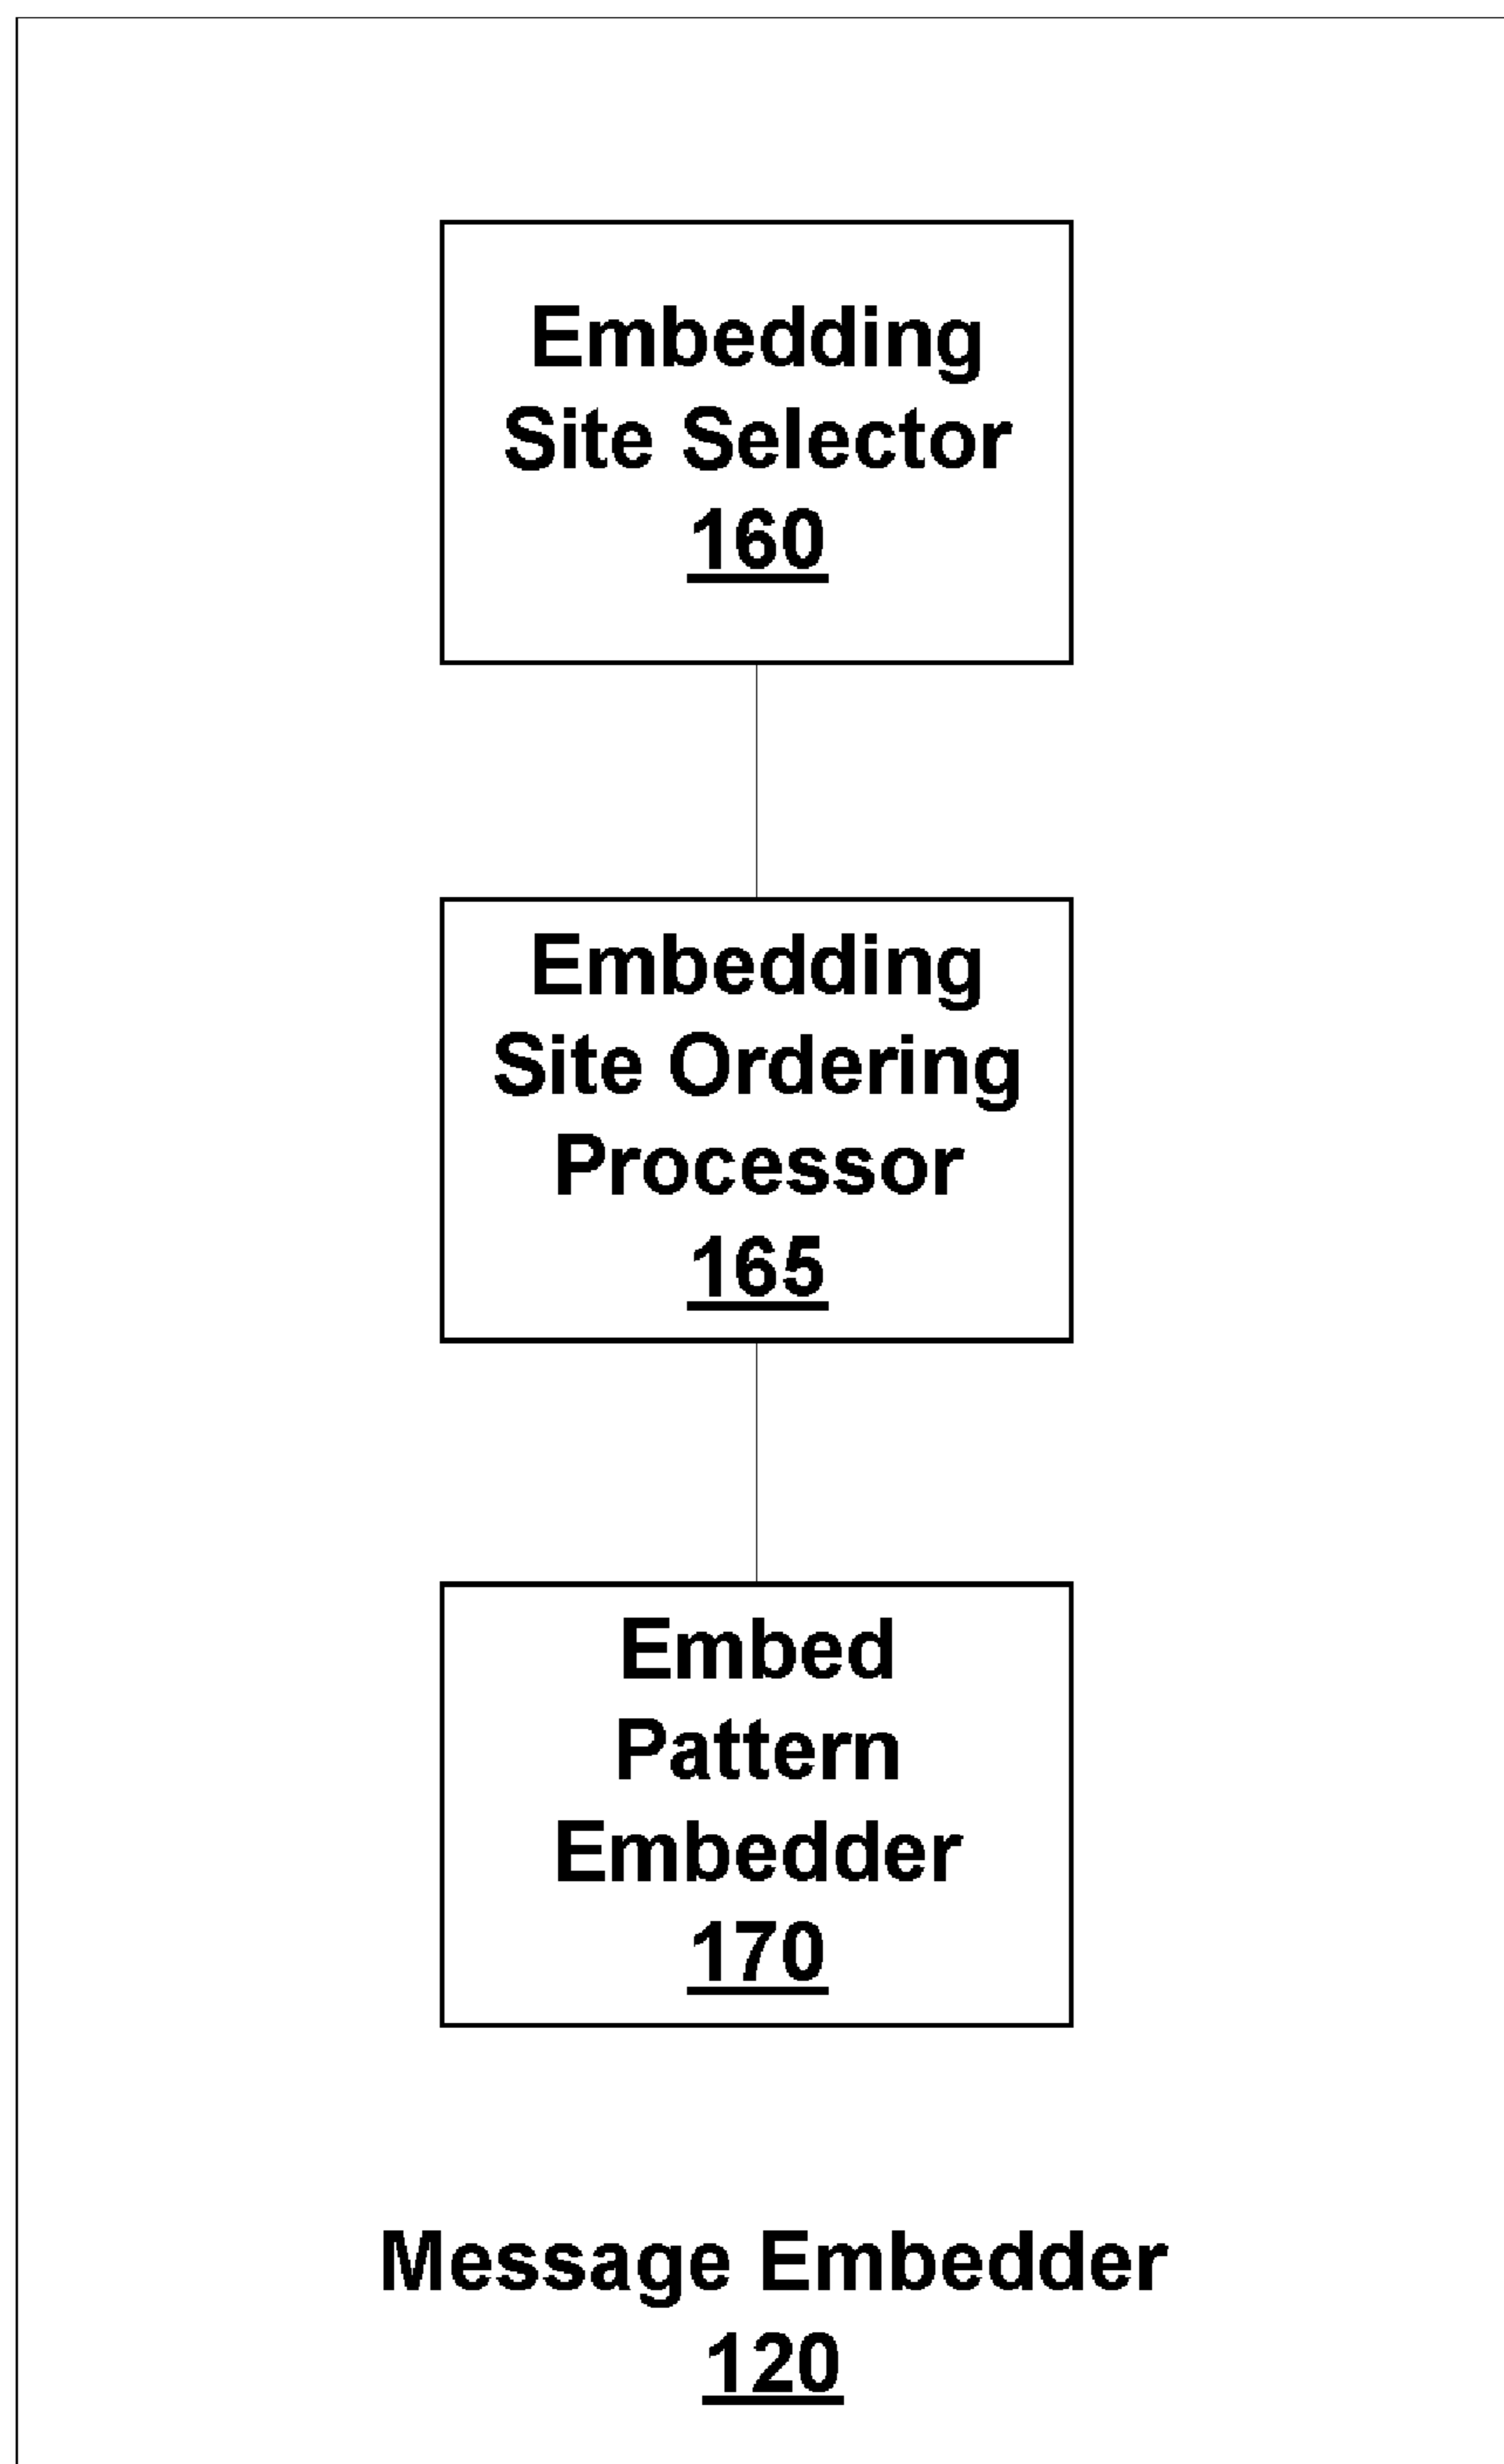 Embedding
Site Selector
160
Embedding
Site Ordering
Processor
165
Embed
Pattern
Embedder
170
Message Embedder
120